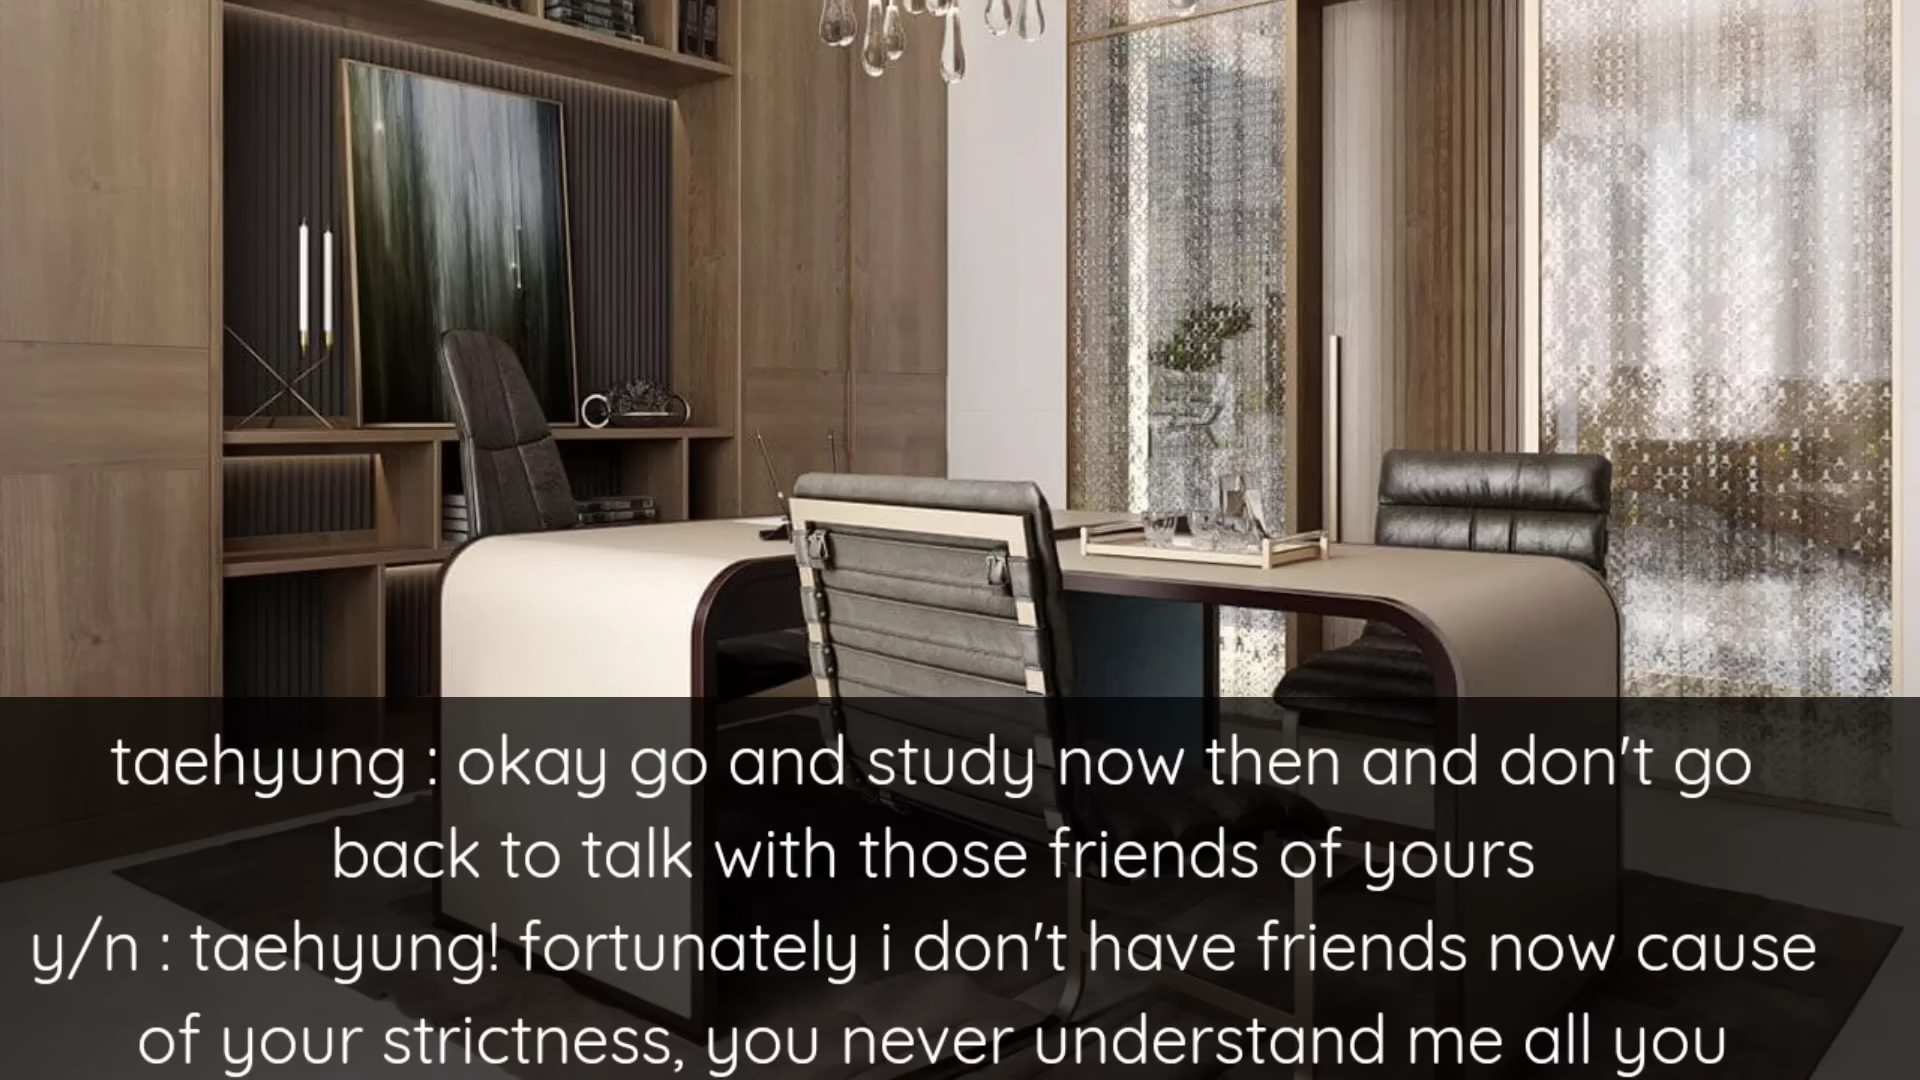 taehyung : okay go and study now then and don't go
back to talk with those friends of yours
y/n : taehyung! fortunately i don't have friends now cause
of your strictness, you never understand me all you